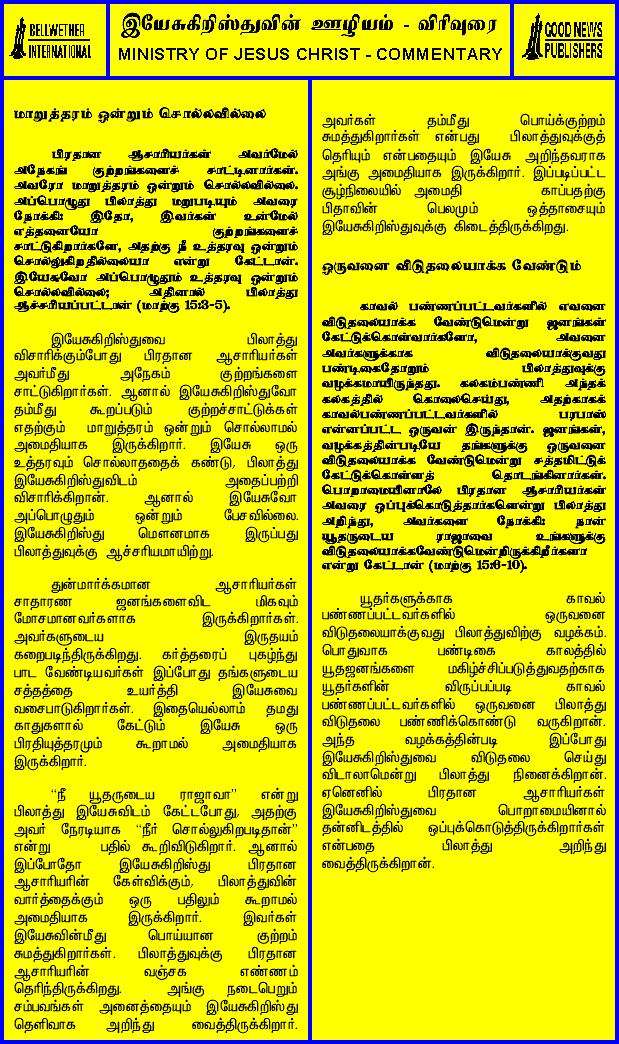 BELLWETHER
INTERNATIONAL
இயேசுகிறிஸ்துவின் ஊழியம் - விரிவுரை
MINISTRY OF JESUS CHRIST - COMMENTARY
GOOD NEWS
PUBLISHERS
மாறுத்தரம் ஒன்றும் சொல்லவில்லை
பிரதான ஆசாரியர்கள் அவர்மேல்
அநேகங் குற்றங்களைச் சாட்டினார்கள்.
அவரோ மாறுத்தரம் ஒன்றும் சொல்லவில்லை.
அப்பொழுது பிலாத்து மறுபடியும் அவரை
நோக்கி: இதோ, இவர்கள் உன்மேல்
எத்தனையோ குற்றங்களைச்
சாட்டுகிறார்களே, அதற்கு நீ உத்தரவு ஒன்றும்
சொல்லுகிறதில்லையா என்று கேட்டான்.
இயேசுவோ அப்பொழுதும் உத்தரவு ஒன்றும்
சொல்லவில்லை; அதினால் பிலாத்து
ஆச்சரியப்பட்டான் (மாற்கு 15:3-5).
இயேசுகிறிஸ்துவை பிலாத்து
விசாரிக்கும்போது பிரதான ஆசாரியர்கள்
அவர்மீது அநேகம் குற்றங்களை
சாட்டுகிறார்கள். ஆனால் இயேசுகிறிஸ்துவோ
தம்மீது கூறப்படும் குற்றச்சாட்டுக்கள்
எதற்கும் மாறுத்தரம் ஒன்றும் சொல்லாமல்
அமைதியாக இருக்கிறார். இயேசு ஒரு
உத்தரவும் சொல்லாததைக் கண்டு, பிலாத்து
இயேசுகிறிஸ்துவிடம் அதைப்பற்றி
விசாரிக்கிறான். ஆனால் இயேசுவோ
அப்பொழுதும் ஒன்றும் பேசவில்லை.
இயேசுகிறிஸ்து மௌனமாக இருப்பது
பிலாத்துவுக்கு ஆச்சரியமாயிற்று.
துன்மார்க்கமான ஆசாரியர்கள்
சாதாரண ஜனங்களைவிட மிகவும்
மோசமானவர்களாக இருக்கிறார்கள்.
அவர்களுடைய இருதயம்
கறைபடிந்திருக்கிறது. கர்த்தரைப் புகழ்ந்து
பாட வேண்டியவர்கள் இப்போது தங்களுடைய
சத்தத்தை உயர்த்தி இயேசுவை
வசைபாடுகிறார்கள். இதையெல்லாம் தமது
காதுகளால் கேட்டும் இயேசு ஒரு
பிரதியுத்தரமும் கூறாமல் அமைதியாக
இருக்கிறார்.
“நீ யூதருடைய ராஜாவா” என்று
பிலாத்து இயேசுவிடம் கேட்டபோது, அதற்கு
அவர் நேரடியாக “நீர் சொல்லுகிறபடிதான்”
என்று பதில் கூறிவிடுகிறார். ஆனால்
இப்போதோ இயேசுகிறிஸ்து பிரதான
ஆசாரியரின் கேள்விக்கும், பிலாத்துவின்
வார்த்தைக்கும் ஒரு பதிலும் கூறாமல்
அமைதியாக இருக்கிறார். இவர்கள்
இயேசுவின்மீது பொய்யான குற்றம்
சுமத்துகிறார்கள். பிலாத்துவுக்கு பிரதான
ஆசாரியரின் வஞ்சக எண்ணம்
தெரிந்திருக்கிறது. அங்கு நடைபெறும்
சம்பவங்கள் அனைத்தையும் இயேசுகிறிஸ்து
தெளிவாக அறிந்து வைத்திருக்கிறார்.
அவர்கள் தம்மீது பொய்க்குற்றம்
சுமத்துகிறார்கள் என்பது பிலாத்துவுக்குத்
தெரியும் என்பதையும் இயேசு அறிந்தவராக
அங்கு அமைதியாக இருக்கிறார். இப்படிப்பட்ட
சூழ்நிலையில் அமைதி காப்பதற்கு
பிதாவின் பெலமும் ஒத்தாசையும்
இயேசுகிறிஸ்துவுக்கு கிடைத்திருக்கிறது.
ஒருவனை விடுதலையாக்க வேண்டும்
காவல் பண்ணப்பட்டவர்களில் எவனை
விடுதலையாக்க வேண்டுமென்று ஜனங்கள்
கேட்டுக்கொள்வார்களோ, அவனை
அவர்களுக்காக விடுதலையாக்குவது
பண்டிகைதோறும் பிலாத்துவுக்கு
வழக்கமாயிருந்தது. கலகம்பண்ணி அந்தக்
கலகத்தில் கொலைசெய்து, அதற்காகக்
காவல்பண்ணப்பட்டவர்களில் பரபாஸ்
என்னப்பட்ட ஒருவன் இருந்தான். ஜனங்கள்,
வழக்கத்தின்படியே தங்களுக்கு ஒருவனை
விடுதலையாக்க வேண்டுமென்று சத்தமிட்டுக்
கேட்டுக்கொள்ளத் தொடங்கினார்கள்.
பொறாமையினாலே பிரதான ஆசாரியர்கள்
அவரை ஒப்புக்கொடுத்தார்களென்று பிலாத்து
அறிந்து, அவர்களை நோக்கி: நான்
யூதருடைய ராஜாவை உங்களுக்கு
விடுதலையாக்கவேண்டுமென்றிருக்கிறீர்களா
என்று கேட்டான் (மாற்கு 15:6-10).
யூதர்களுக்காக காவல்
பண்ணப்பட்டவர்களில் ஒருவனை
விடுதலையாக்குவது பிலாத்துவிற்கு வழக்கம்.
பொதுவாக பண்டிகை காலத்தில்
யூதஜனங்களை மகிழ்ச்சிப்படுத்துவதற்காக
யூதர்களின் விருப்பப்படி காவல்
பண்ணப்பட்டவர்களில் ஒருவனை பிலாத்து
விடுதலை பண்ணிக்கொண்டு வருகிறான்.
அந்த வழக்கத்தின்படி இப்போது
இயேசுகிறிஸ்துவை விடுதலை செய்து
விடலாமென்று பிலாத்து நினைக்கிறான்.
ஏனெனில் பிரதான ஆசாரியர்கள்
இயேசுகிறிஸ்துவை பொறாமையினால்
தன்னிடத்தில் ஒப்புக்கொடுத்திருக்கிறார்கள்
என்பதை பிலாத்து அறிந்து
வைத்திருக்கிறான்.